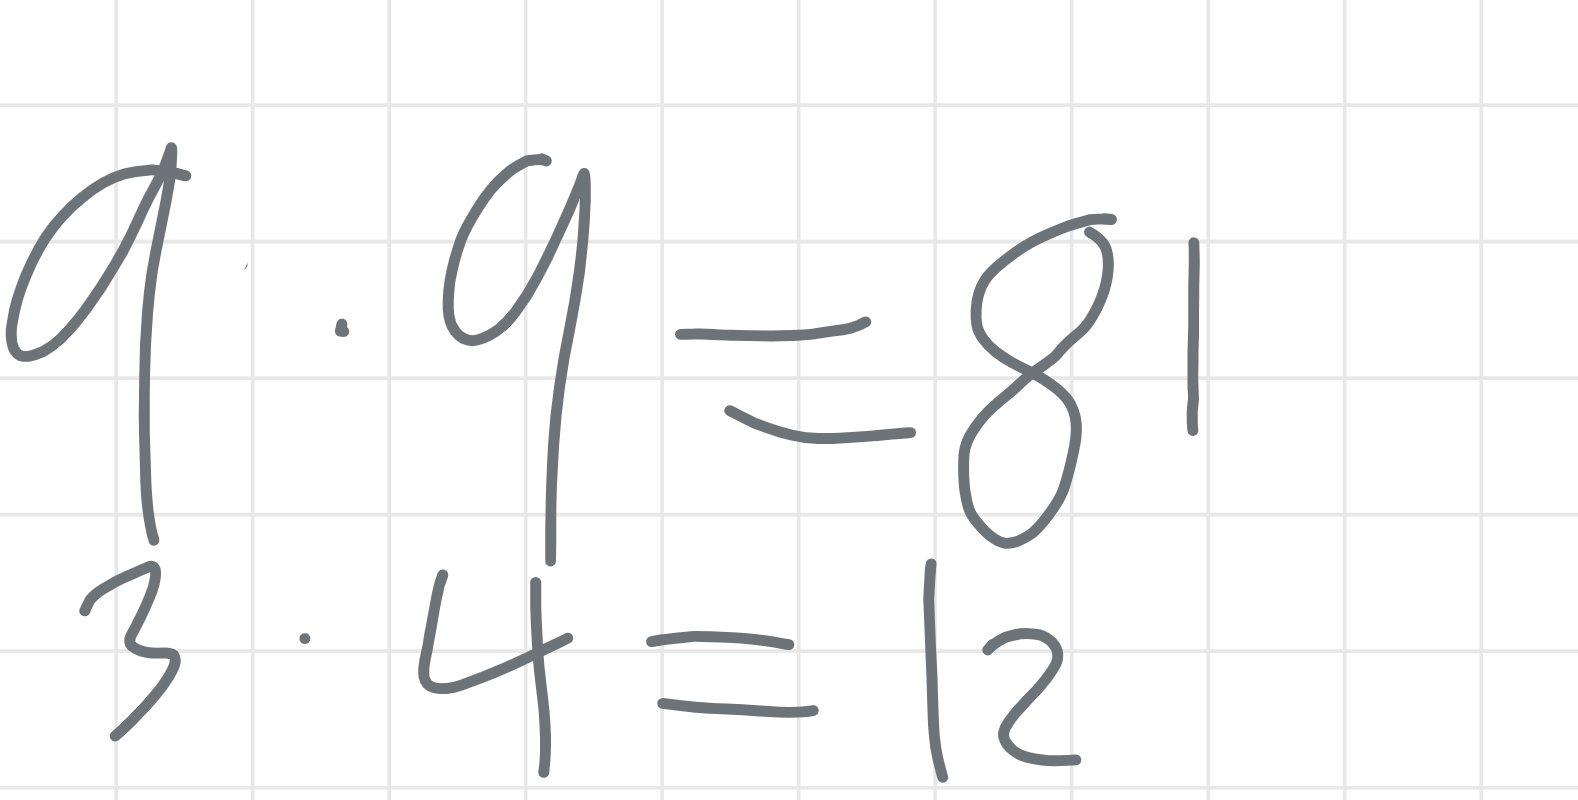 9 · 9 = 81
3 · 4 = 12